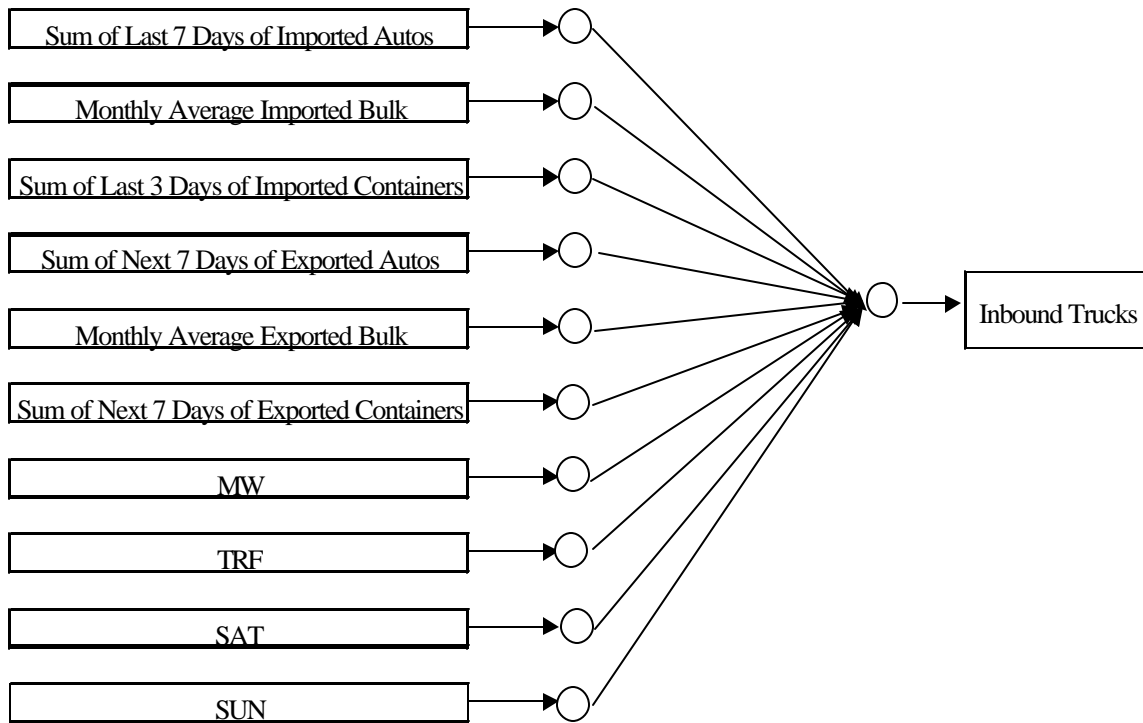 Sum of Last 7 Days of Imported Autos
Monthly Average Imported Bulk
Sum of Last 3 Days of Imported Containers
Sum of Next 7 Days of Exported Autos
Monthly Average Exported Bulk
Sum of Next 7 Days of Exported Containers
MW
TRF
SAT
SUN
Inbound Trucks